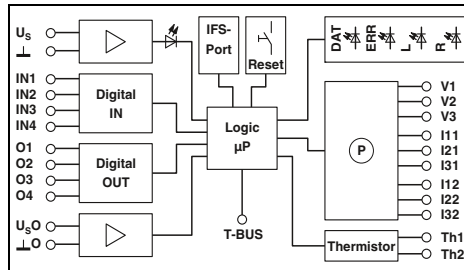 US
⊥
IFS-
Port
Reset
DAT
ERR
L
R
IN1
IN2
IN3
IN4
Digital
IN
O1
O2
O3
O4
Digital
OUT
USO
⊥O
Logic
µP
T-BUS
P
V1
V2
V3
I11
I21
I31
I12
I22
I32
Thermistor
Th1
Th2